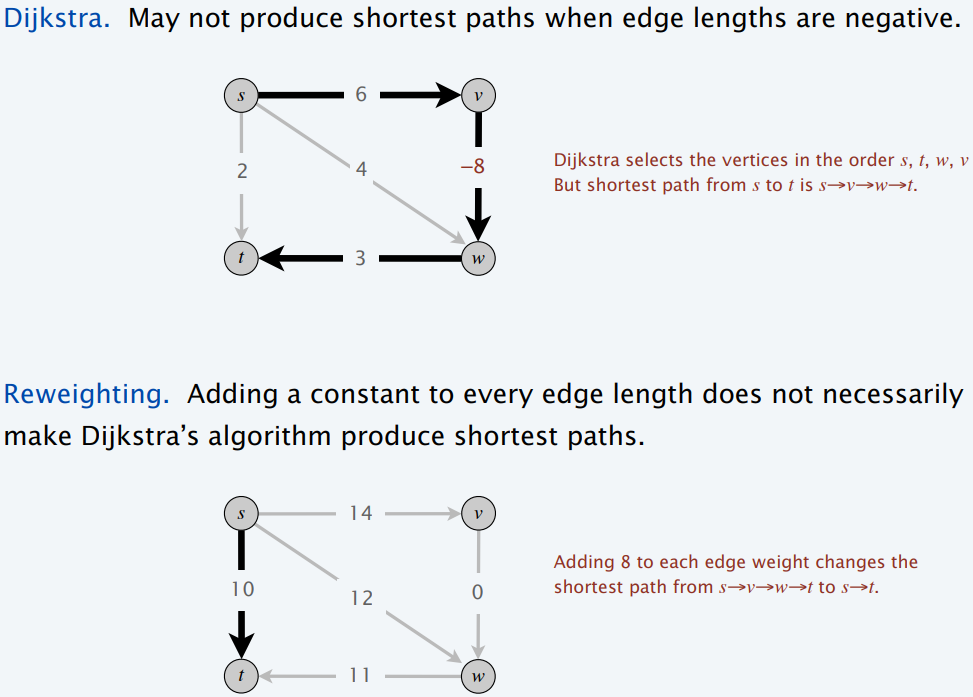 Dijkstra. May not produce shortest paths when edge lengths are negative.
s
6
v
2
4
−8
Dijkstra selects the vertices in the order s, t, w, v
But shortest path from s to t is s→v→w→t.
t
3
w
Reweighting. Adding a constant to every edge length does not necessarily
make Dijkstra’s algorithm produce shortest paths.
s
14
v
10
12
0
Adding 8 to each edge weight changes the
shortest path from s→v→w→t to s→t.
t
11
w